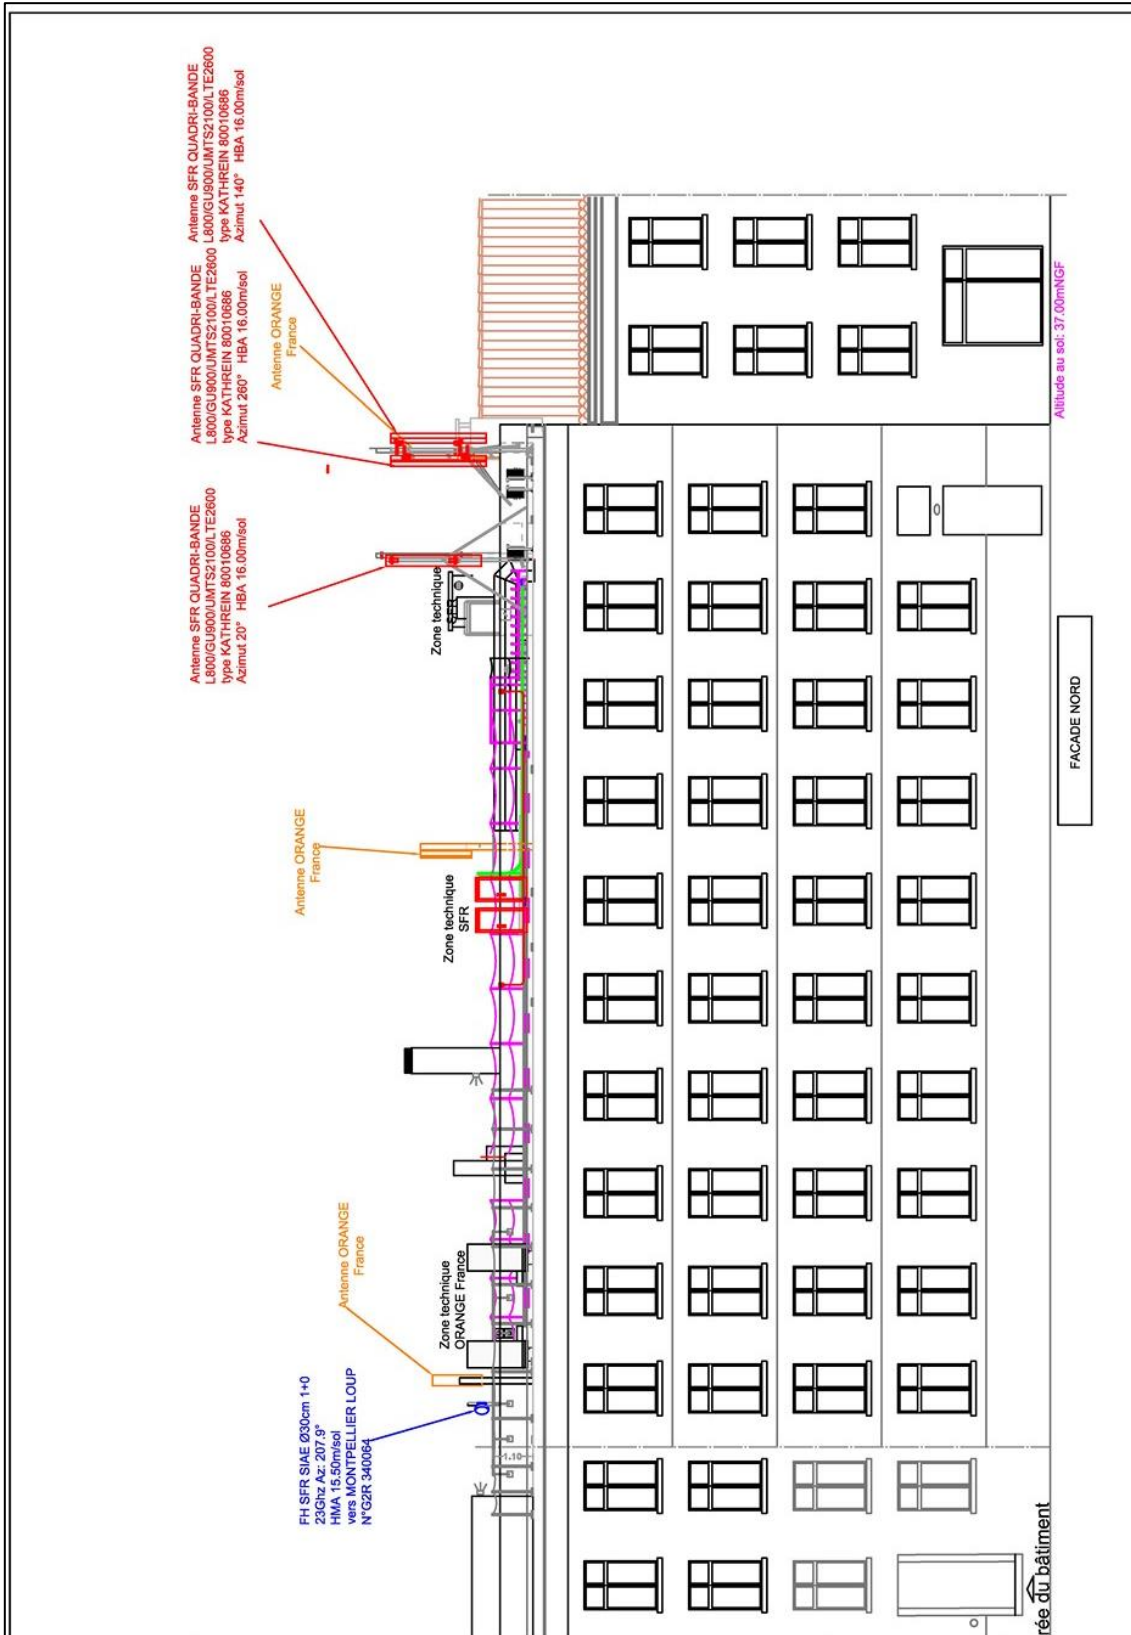 FH SFR SIAE Ø30cm 1+0
23Ghz Az: 207.9°
HMA 15.50m/sol
vers MONTPELLIER LOUP
N°G2R 340064
Antenne ORANGE
France
Zone technique
ORANGE France
1.10
Antenne ORANGE
France
Zone technique
SFR
Antenne SFR QUADRI-BANDE
L800/GU900/UMTS2100/LTE2600
type KATHREIN 80010686
Azimut 20° HBA 16.00m/sol
Zone technique
SFR
Antenne SFR QUADRI-BANDE
L800/GU900/UMTS2100/LTE2600
type KATHREIN 80010686
Azimut 260° HBA 16.00m/sol
Antenne ORANGE
France
Antenne SFR QUADRI-BANDE
L800/GU900/UMTS2100/LTE2600
type KATHREIN 80010686
Azimut 140° HBA 16.00m/sol
Altitude au sol: 37.00mNGF
rée du bâtiment
FACADE NORD